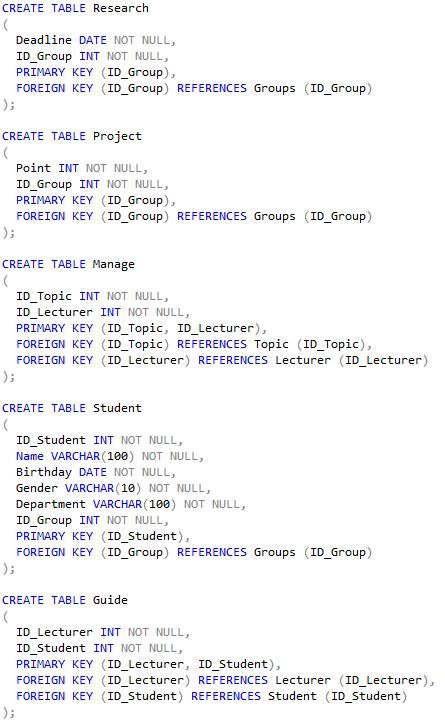 CREATE TABLE Research
(
Deadline DATE NOT NULL,
ID_Group INT NOT NULL,
PRIMARY KEY (ID_Group),
FOREIGN KEY (ID_Group) REFERENCES Groups (ID_Group)
);
CREATE TABLE Project
(
Point INT NOT NULL,
ID_Group INT NOT NULL,
PRIMARY KEY (ID_Group),
FOREIGN KEY (ID_Group) REFERENCES Groups (ID_Group)
);
CREATE TABLE Manage
(
ID_Topic INT NOT NULL,
ID_Lecturer INT NOT NULL,
PRIMARY KEY (ID_Topic, ID_Lecturer),
FOREIGN KEY (ID_Topic) REFERENCES Topic (ID_Topic),
FOREIGN KEY (ID_Lecturer) REFERENCES Lecturer (ID_Lecturer)
);
CREATE TABLE Student
(
ID_Student INT NOT NULL,
Name VARCHAR(100) NOT NULL,
Birthday DATE NOT NULL,
Gender VARCHAR(10) NOT NULL,
Department VARCHAR(100) NOT NULL,
ID_Group INT NOT NULL,
PRIMARY KEY (ID_Student),
FOREIGN KEY (ID_Group) REFERENCES Groups (ID_Group)
);
CREATE TABLE Guide
(
ID_Lecturer INT NOT NULL,
ID_Student INT NOT NULL,
PRIMARY KEY (ID_Lecturer, ID_Student),
FOREIGN KEY (ID_Lecturer) REFERENCES Lecturer (ID_Lecturer),
FOREIGN KEY (ID_Student) REFERENCES Student (ID_Student)
);